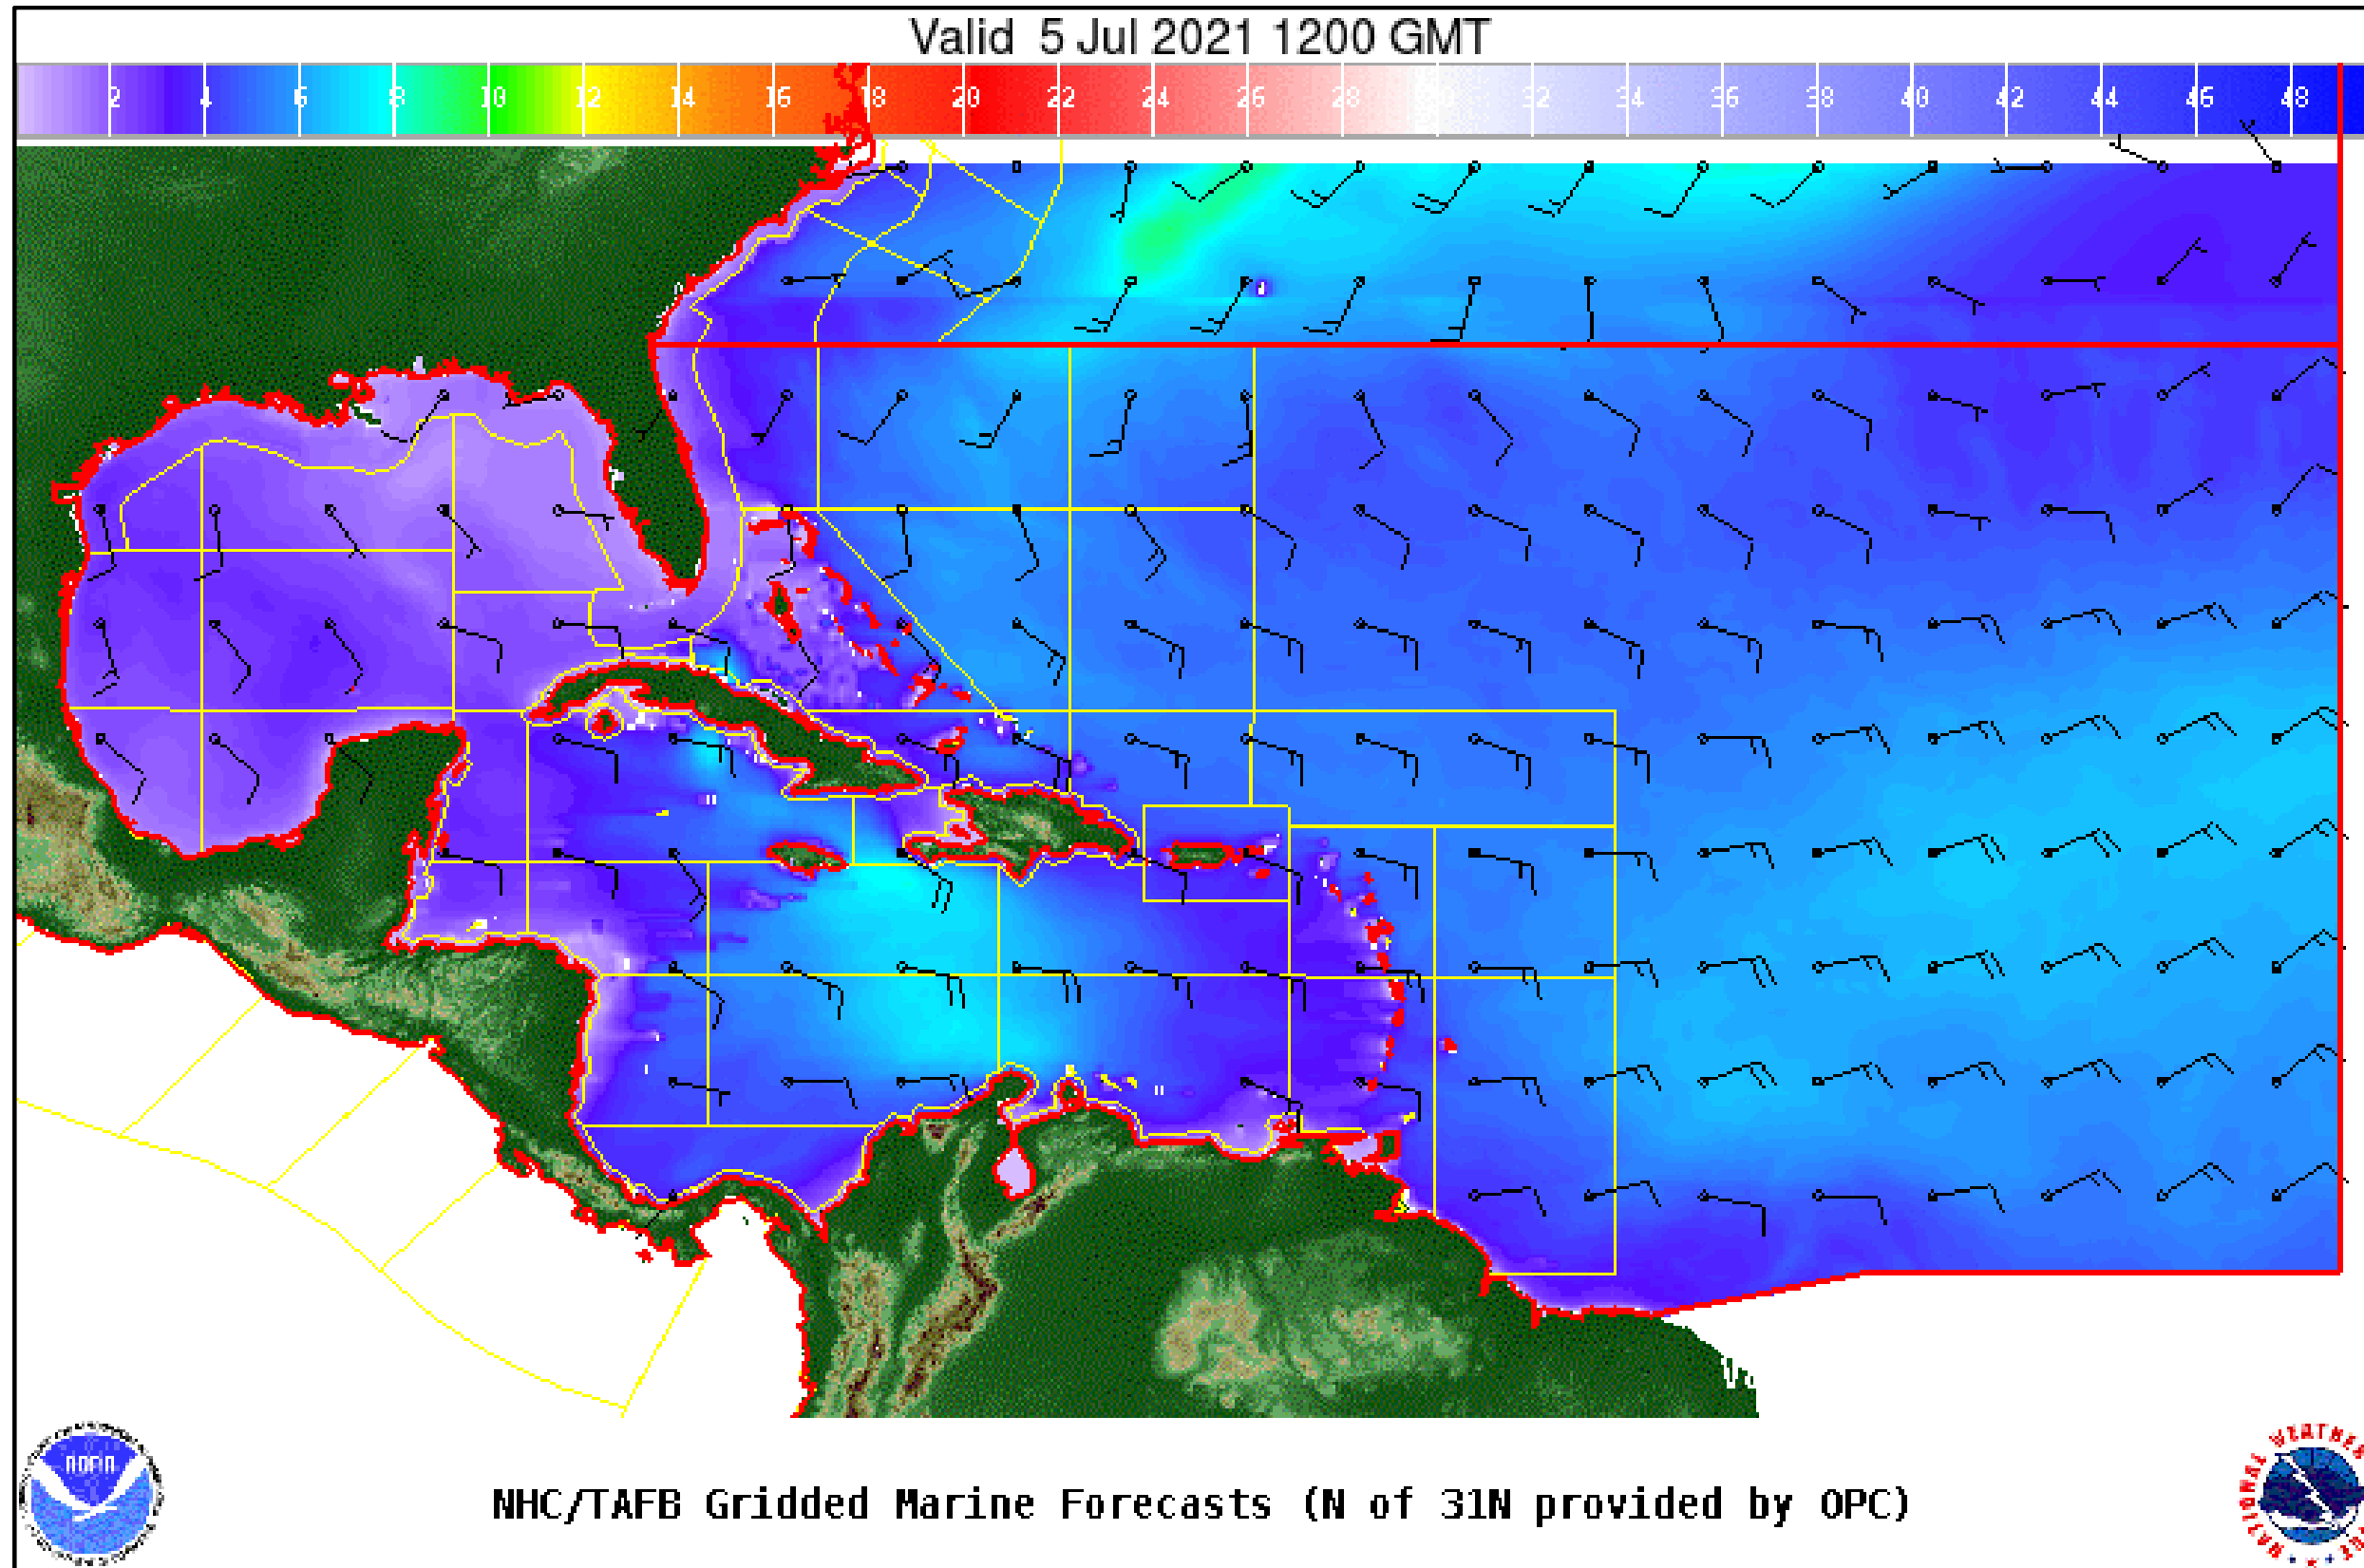 Valid 5 Jul 2021 1200 GMT
2 4 6 8 10 12 14 16 18 20 22 24 26 28 30 32 34 36 38 40 42 44 46 48
noaa
NHC/TAFB Gridded Marine Forecasts (N of 31N provided by OPC)